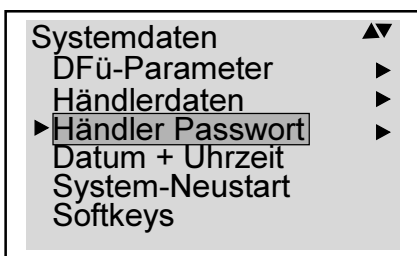 Systemdaten
DFü-Parameter
Händlerdaten
Händler Passwort
Datum + Uhrzeit
System-Neustart
Softkeys